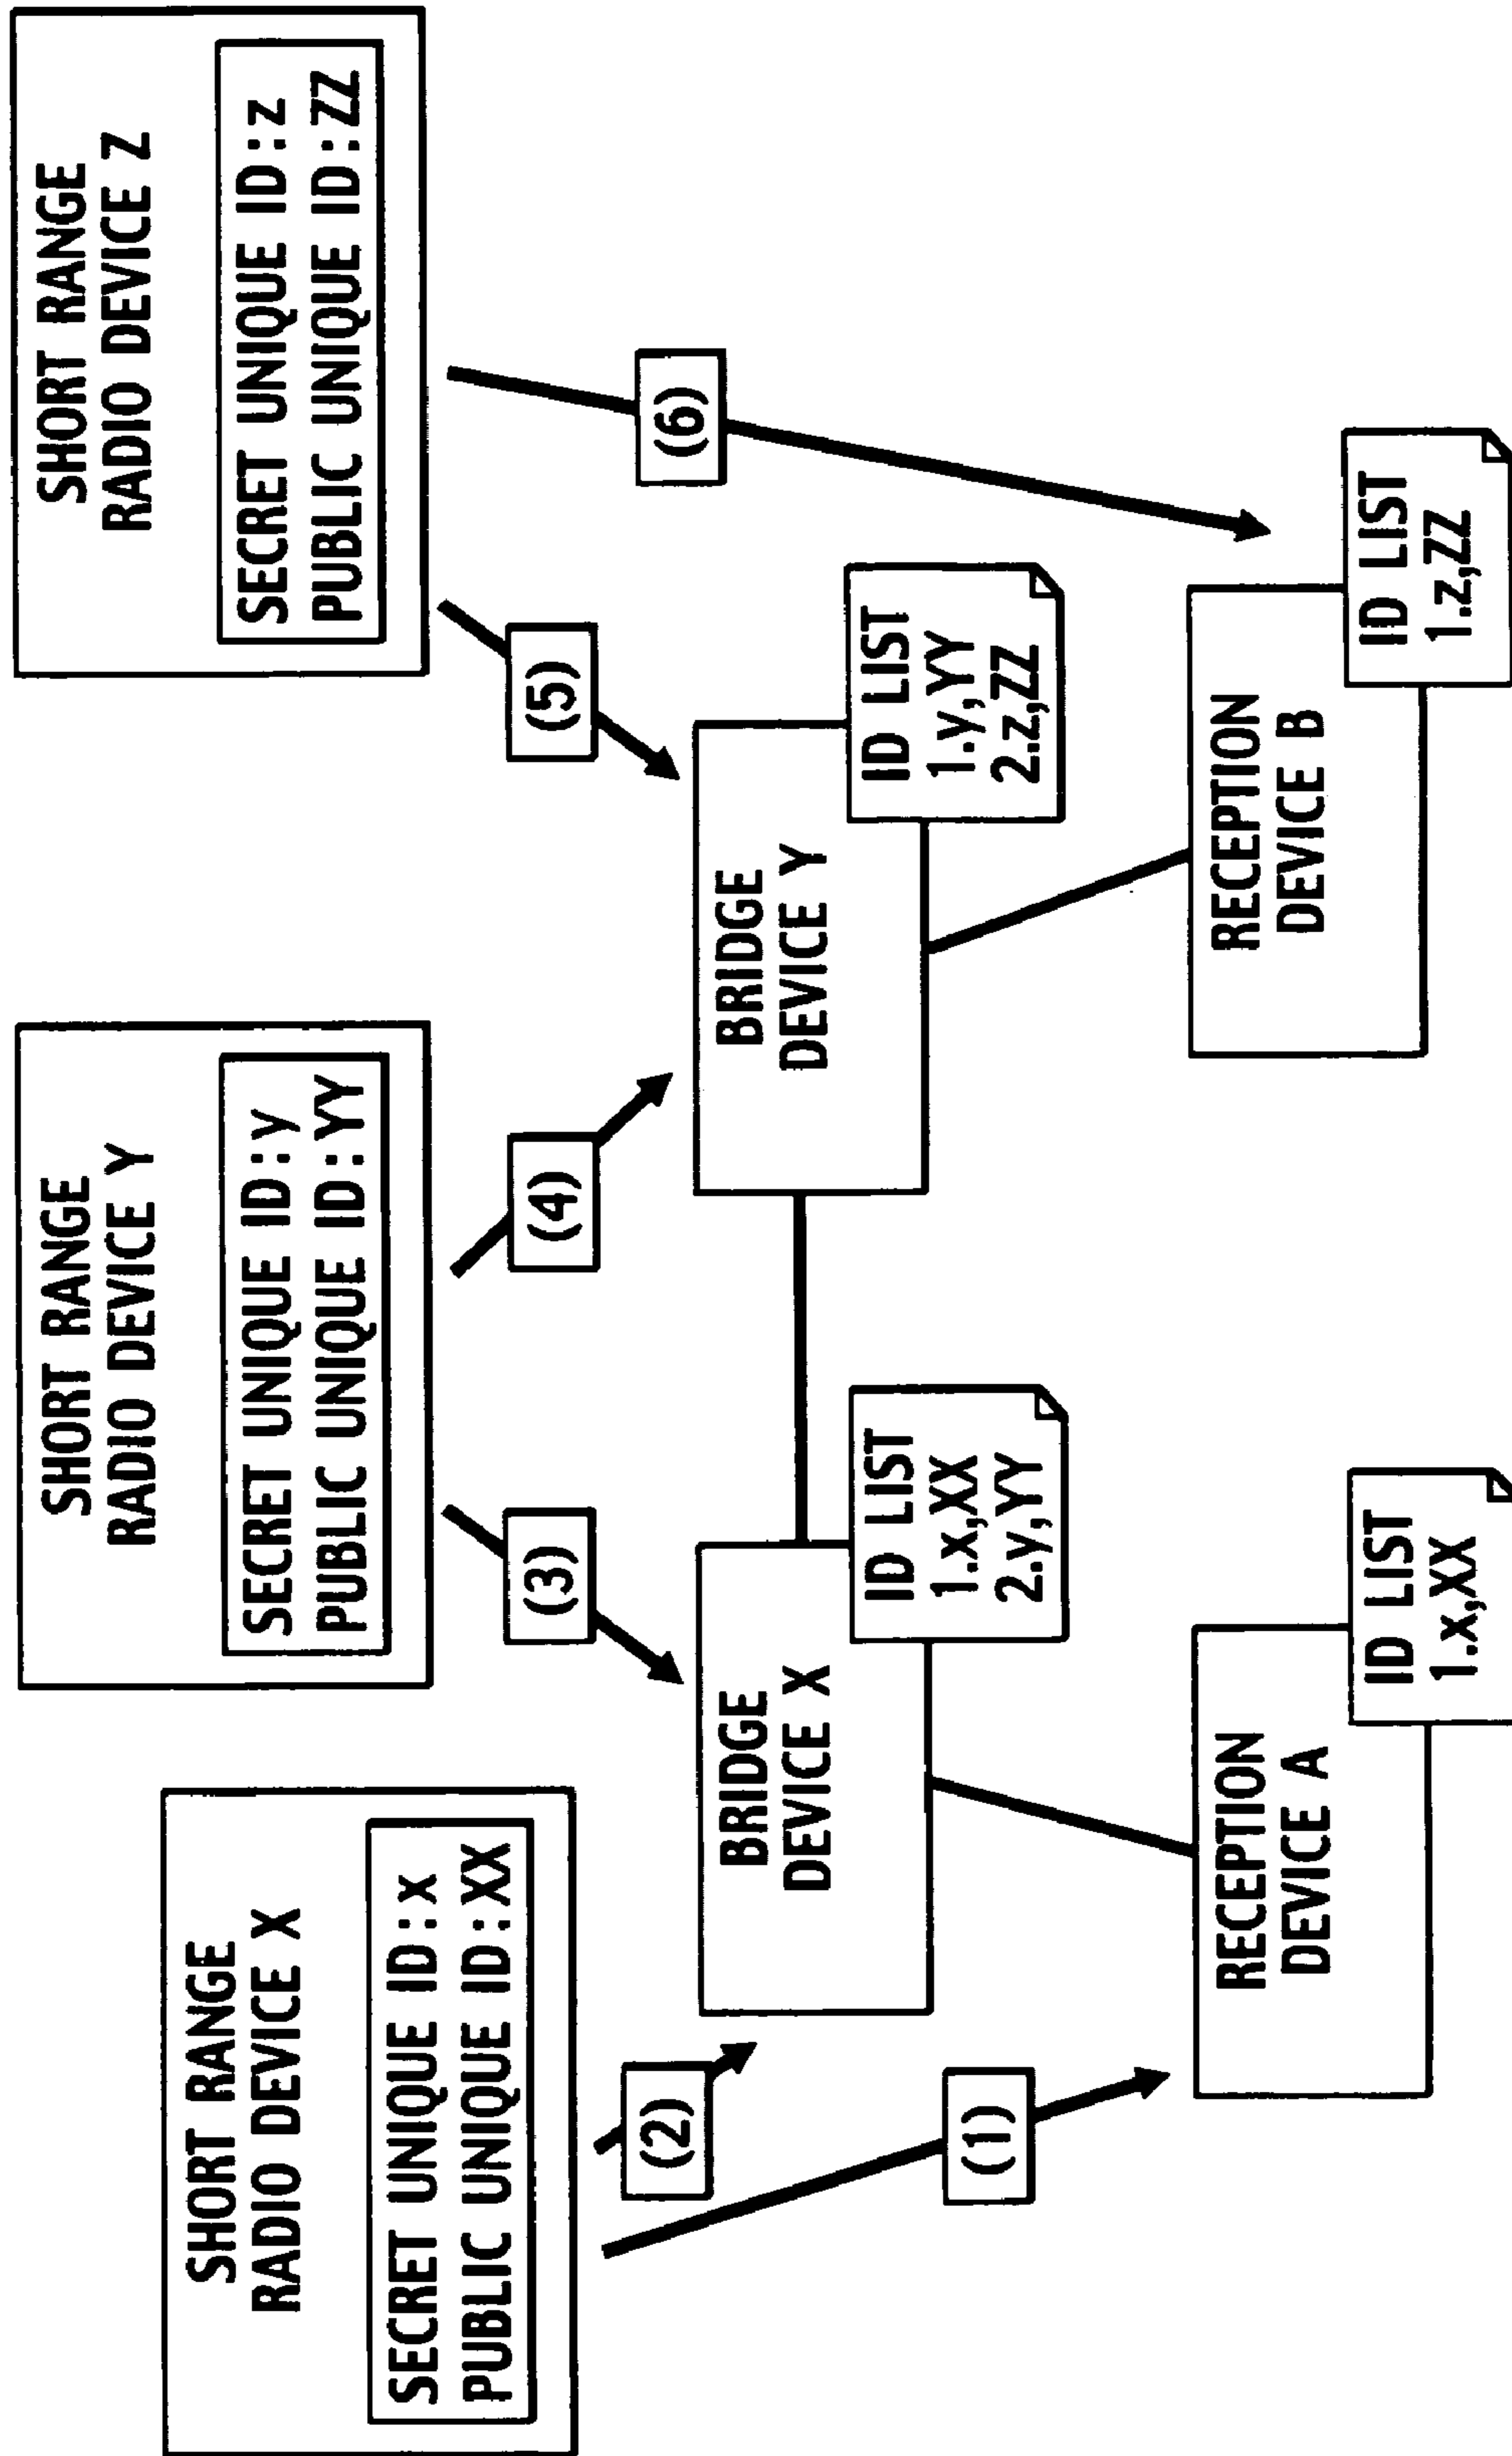 SHORT RANGE
RADIO DEVICE X
SECRET UNIQUE ID:x
PUBLIC UNIQUE ID:XX
SHORT RANGE
RADIO DEVICE Y
SECRET UNIQUE ID:y
PUBLIC UNIQUE ID:YY
SHORT RANGE
RADIO DEVICE Z
SECRET UNIQUE ID:z
PUBLIC UNIQUE ID:ZZ
(2)
(3)
(4)
(5)
(6)
(1)
BRIDGE
DEVICE X
ID LIST
1.x,XX
2.y,YY
BRIDGE
DEVICE Y
ID LIST
1.y,YY
2.z,ZZ
RECEPTION
DEVICE A
ID LIST
1.x,XX
RECEPTION
DEVICE B
ID LIST
1.z,ZZ